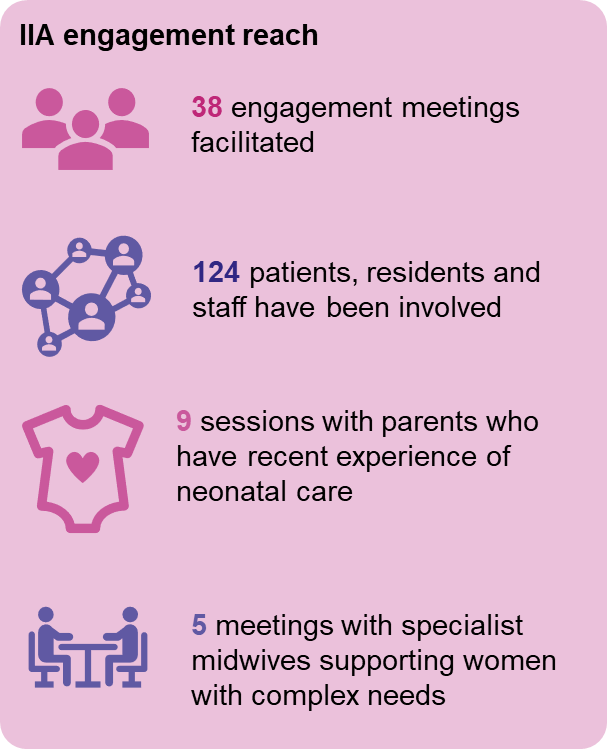 IIA engagement reach
38 engagement meetings
facilitated
124 patients, residents and
staff have been involved
9 sessions with parents who
have recent experience of
neonatal care
5 meetings with specialist
midwives supporting women
with complex needs